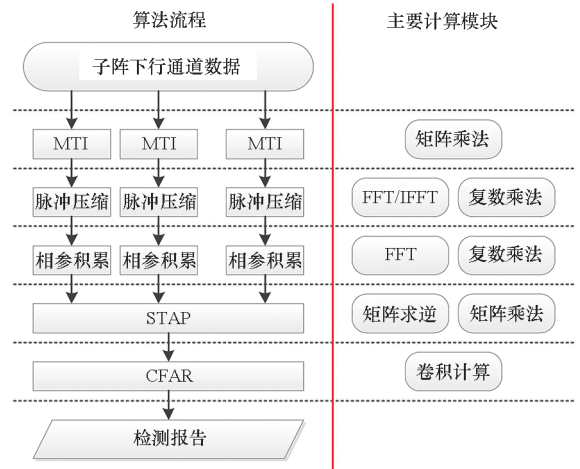 算法流程 主要计算模块
子阵下行通道数据
MTI MTI MTI 矩阵乘法
脉冲压缩 脉冲压缩 脉冲压缩 FFT/IFFT 复数乘法
相参积累 相参积累 相参积累 FFT 复数乘法
STAP 矩阵求逆 矩阵乘法
CFAR 卷积计算
检测报告